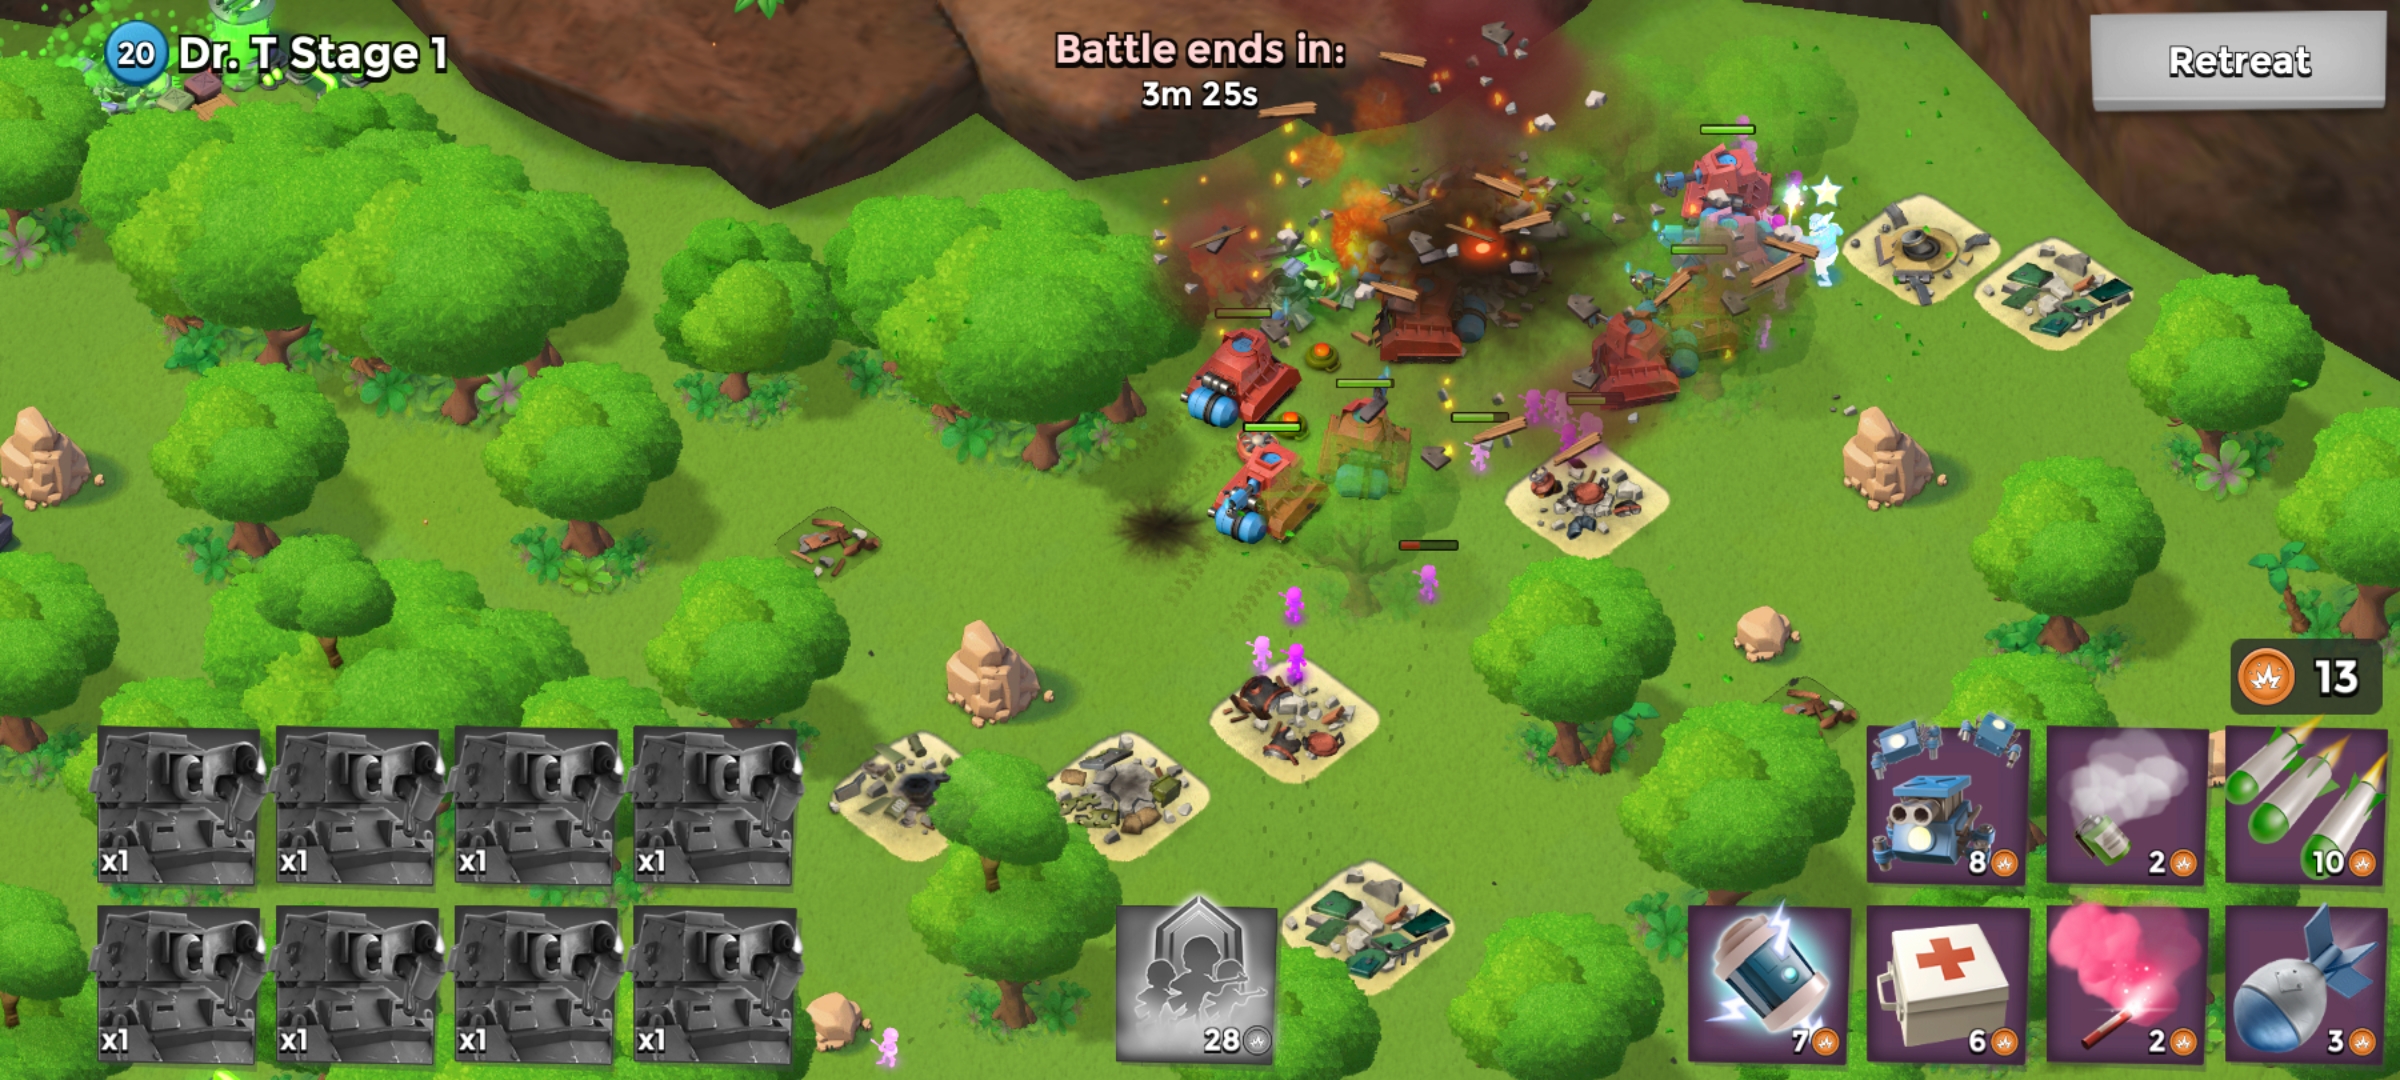 20 Dr. T Stage 1
Battle ends in:
3m 25s
Retreat
13
x1 x1 x1 x1
8 2 10
x1 x1 x1 x1
28
7 6 2 3